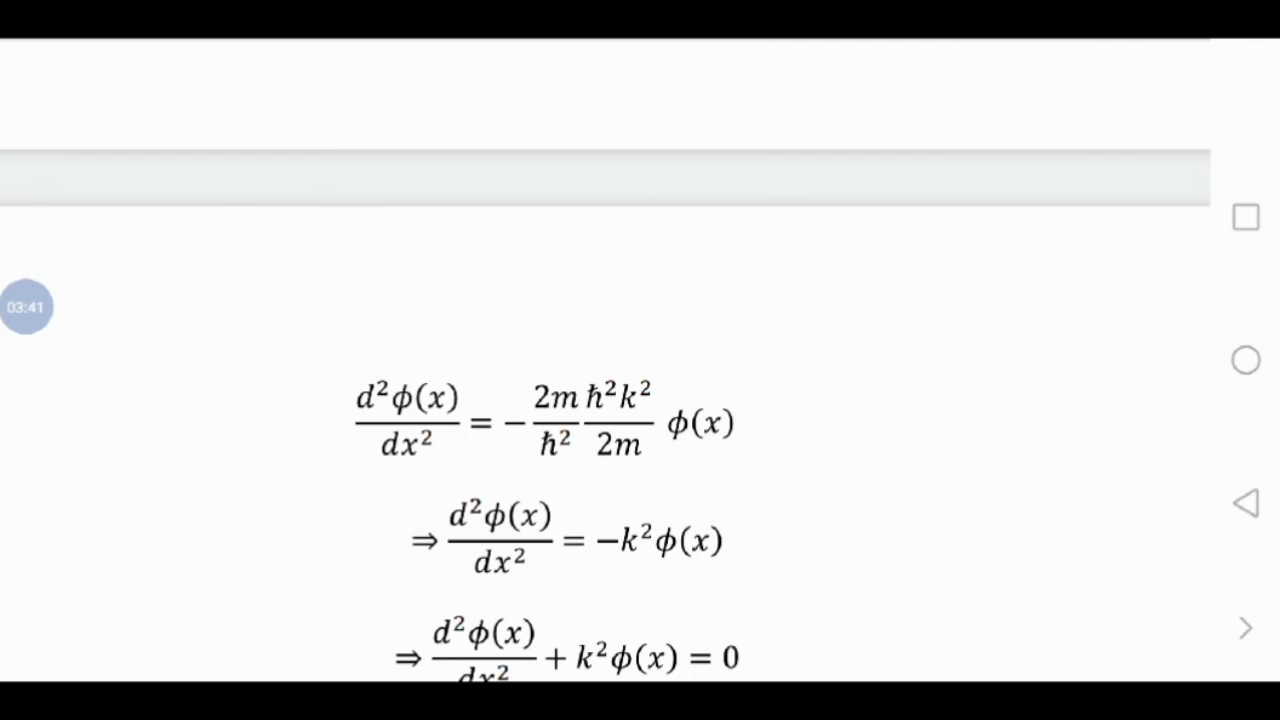 03:41
d²ϕ(x)/dx² = − 2m/ħ² ħ²k²/2m ϕ(x)
⇒ d²ϕ(x)/dx² = −k²ϕ(x)
⇒ d²ϕ(x)/dx² + k²ϕ(x) = 0